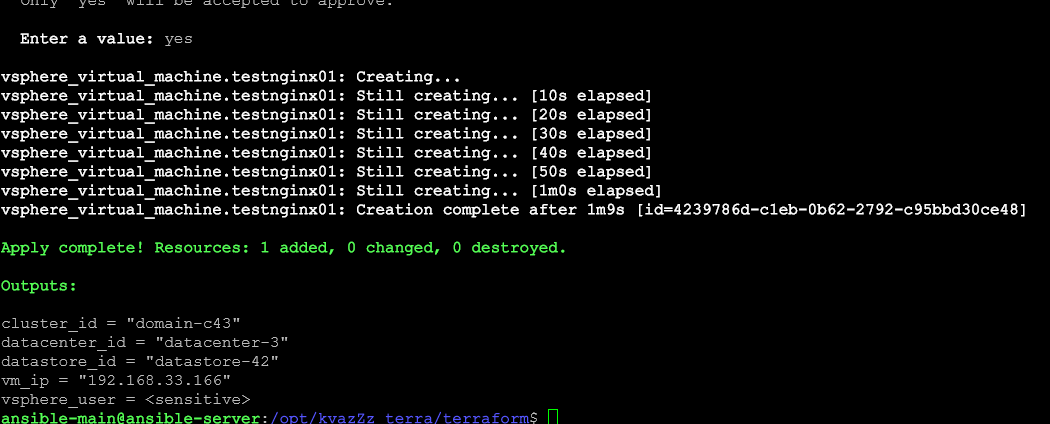 Only 'yes' will be accepted to approve.
Enter a value: yes
vsphere_virtual_machine.testnginx01: Creating...
vsphere_virtual_machine.testnginx01: Still creating... [10s elapsed]
vsphere_virtual_machine.testnginx01: Still creating... [20s elapsed]
vsphere_virtual_machine.testnginx01: Still creating... [30s elapsed]
vsphere_virtual_machine.testnginx01: Still creating... [40s elapsed]
vsphere_virtual_machine.testnginx01: Still creating... [50s elapsed]
vsphere_virtual_machine.testnginx01: Still creating... [1m0s elapsed]
vsphere_virtual_machine.testnginx01: Creation complete after 1m9s [id=4239786d-c1eb-0b62-2792-c95bbd30ce48]
Apply complete! Resources: 1 added, 0 changed, 0 destroyed.
Outputs:
cluster_id = "domain-c43"
datacenter_id = "datacenter-3"
datastore_id = "datastore-42"
vm_ip = "192.168.33.166"
vsphere_user = <sensitive>
ansible-main@ansible-server:/opt/kvazZz_terra/terraform$